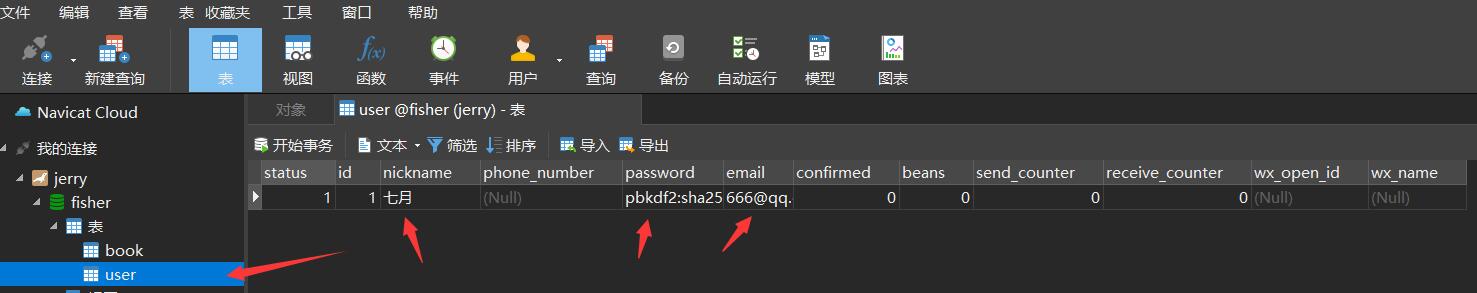 文件 编辑 查看 表 收藏夹 工具 窗口 帮助
连接 新建查询 表 视图 函数 事件 用户 查询 备份 自动运行 模型 图表
f(x)
Navicat Cloud
对象 user @fisher (jerry) - 表
我的连接
开始事务 文本 筛选 排序 导入 导出
jerry
status id nickname phone_number password email confirmed beans send_counter receive_counter wx_open_id wx_name
fisher
1 1 七月 (Null) pbkdf2:sha25 666@qq. 0 0 0 0 (Null) (Null)
表
book
user